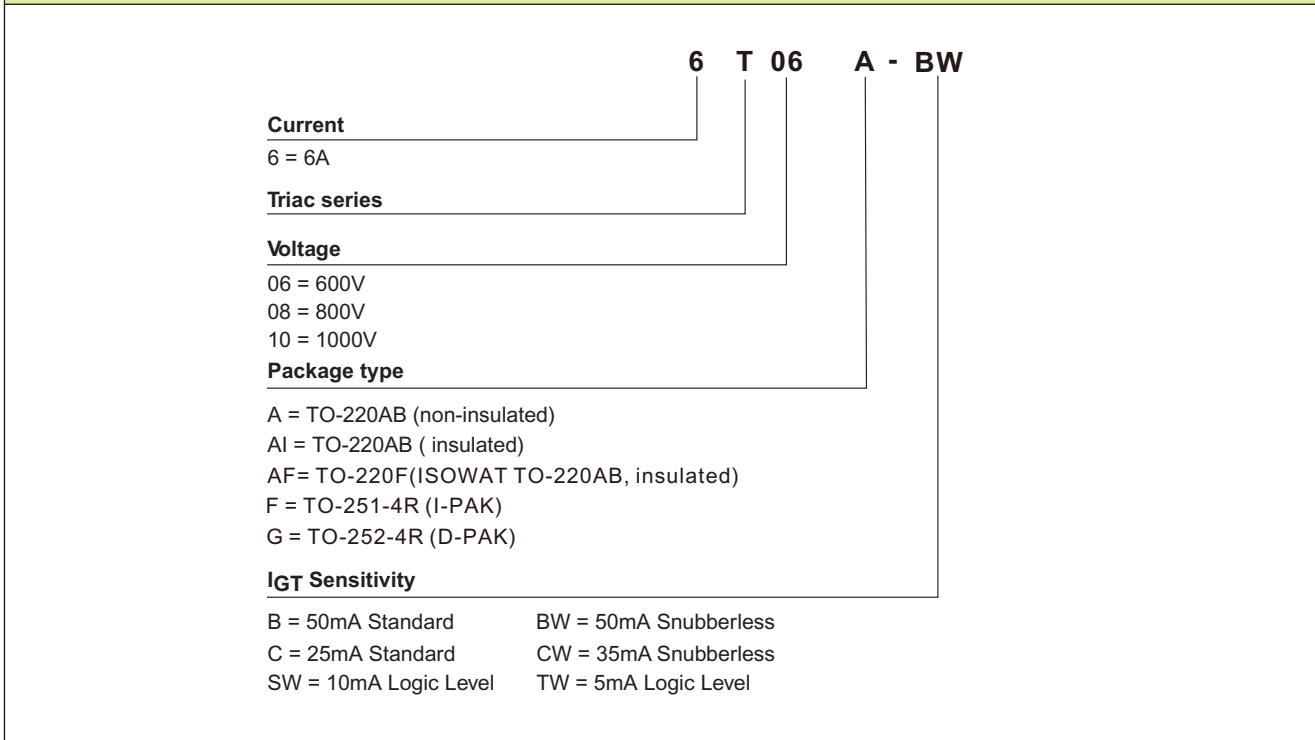 6 T 06 A - BW
Current
6 = 6A
Triac series
Voltage
06 = 600V
08 = 800V
10 = 1000V
Package type
A = TO-220AB (non-insulated)
AI = TO-220AB ( insulated)
AF= TO-220F(ISOWAT TO-220AB, insulated)
F = TO-251-4R (I-PAK)
G = TO-252-4R (D-PAK)
IGT Sensitivity
B = 50mA Standard BW = 50mA Snubberless
C = 25mA Standard CW = 35mA Snubberless
SW = 10mA Logic Level TW = 5mA Logic Level